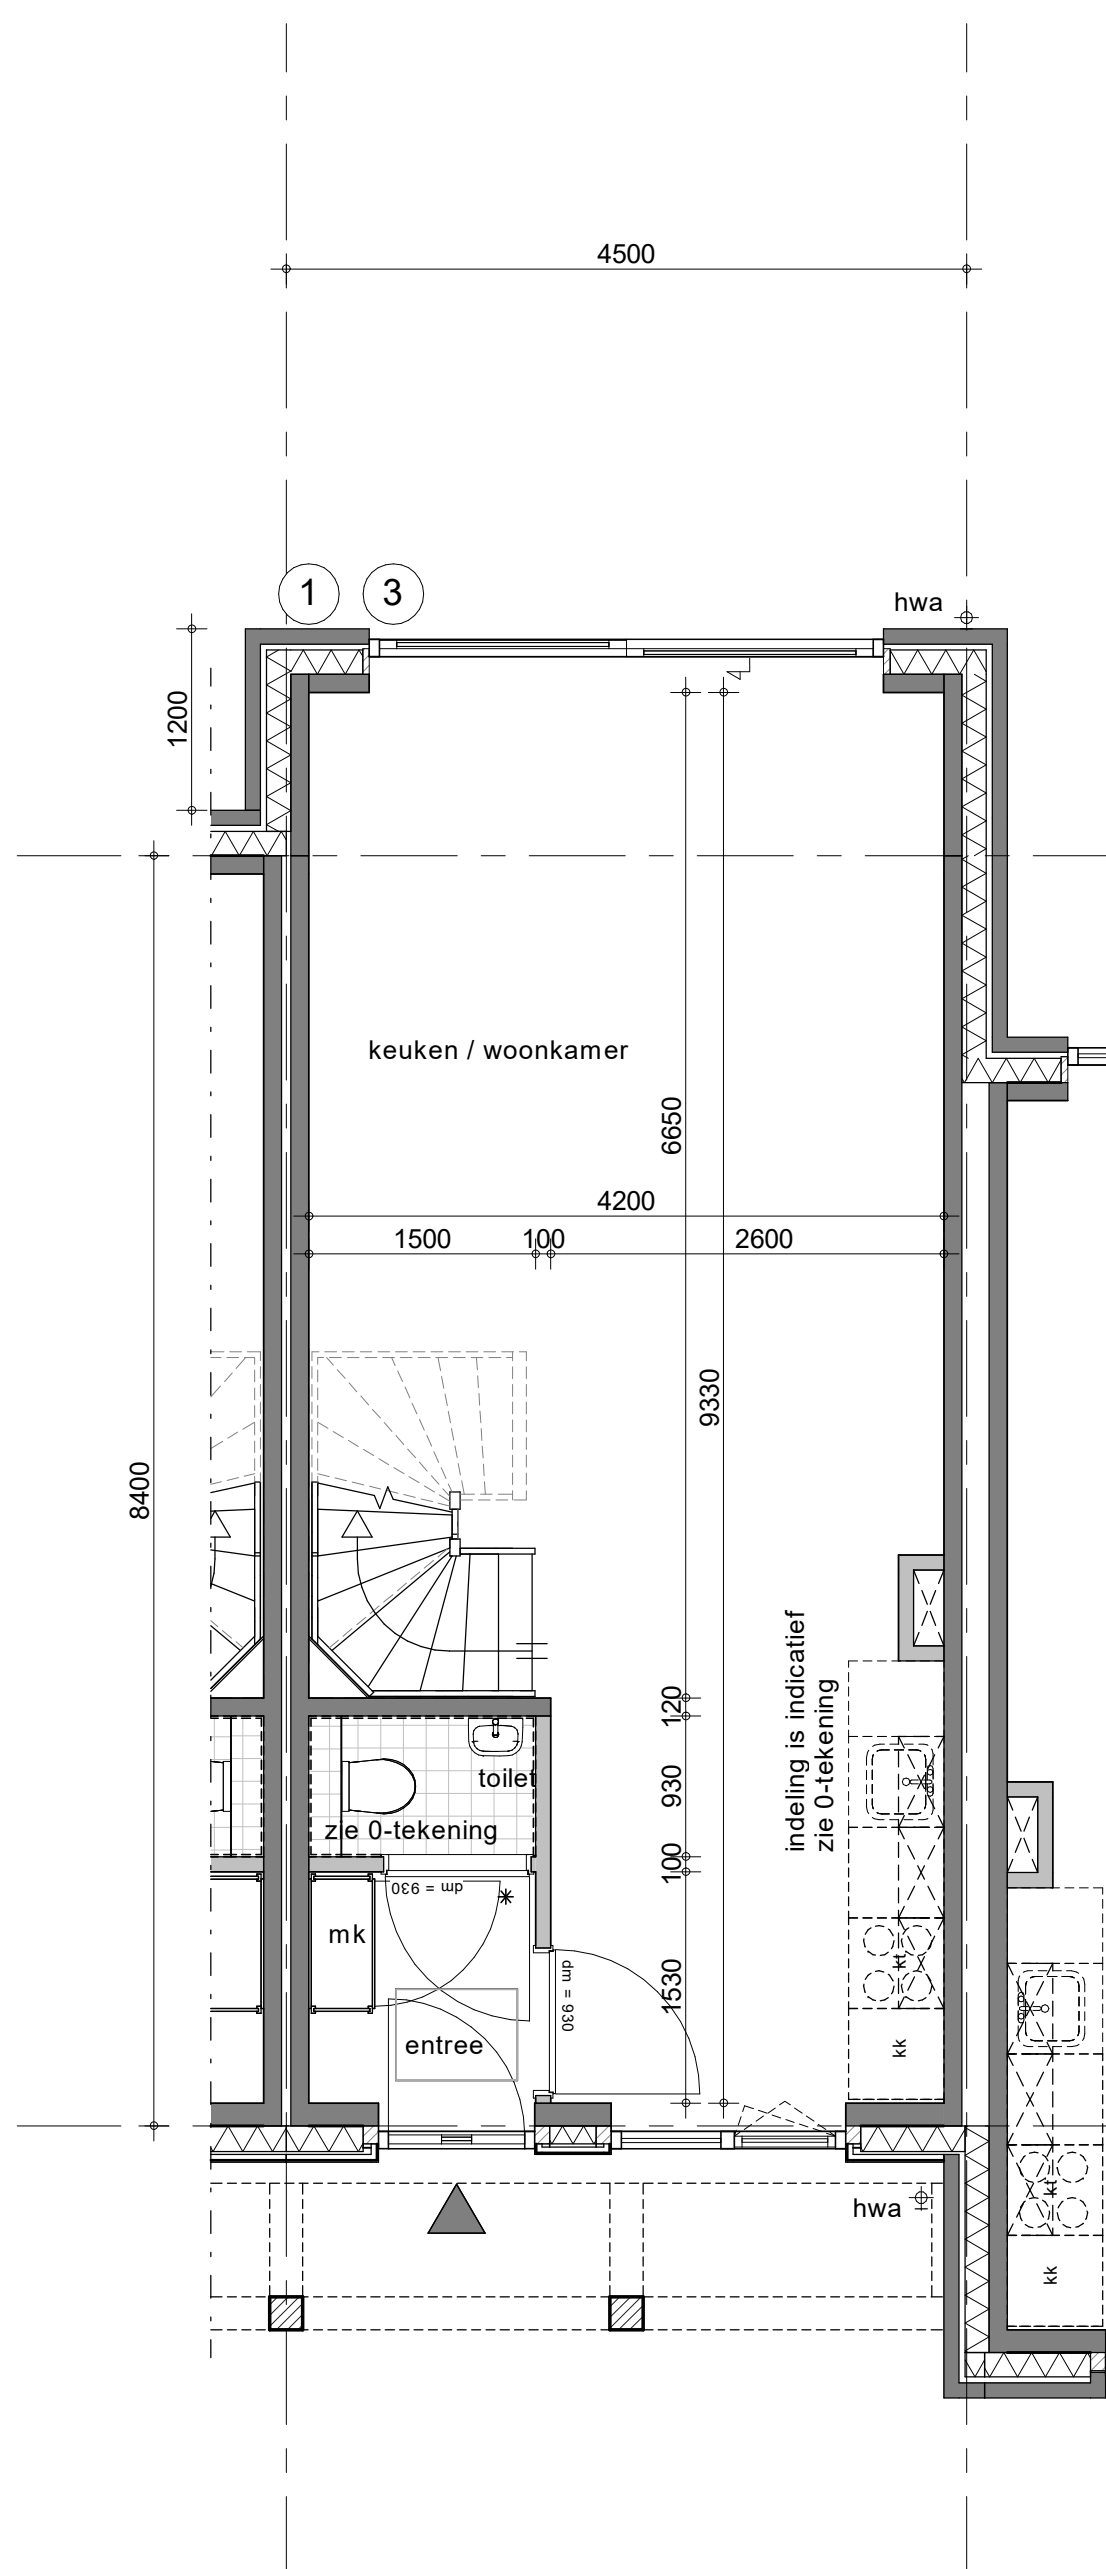 4500
1
3
hwa
1200
keuken / woonkamer
6650
4200
1500
100
2600
9330
8400
indeling is indicatief
zie 0-tekening
120
930
100
1530
toilet
zie 0-tekening
dm = 930
mk
dm = 930
entree
kt
kk
hwa
kt
kk